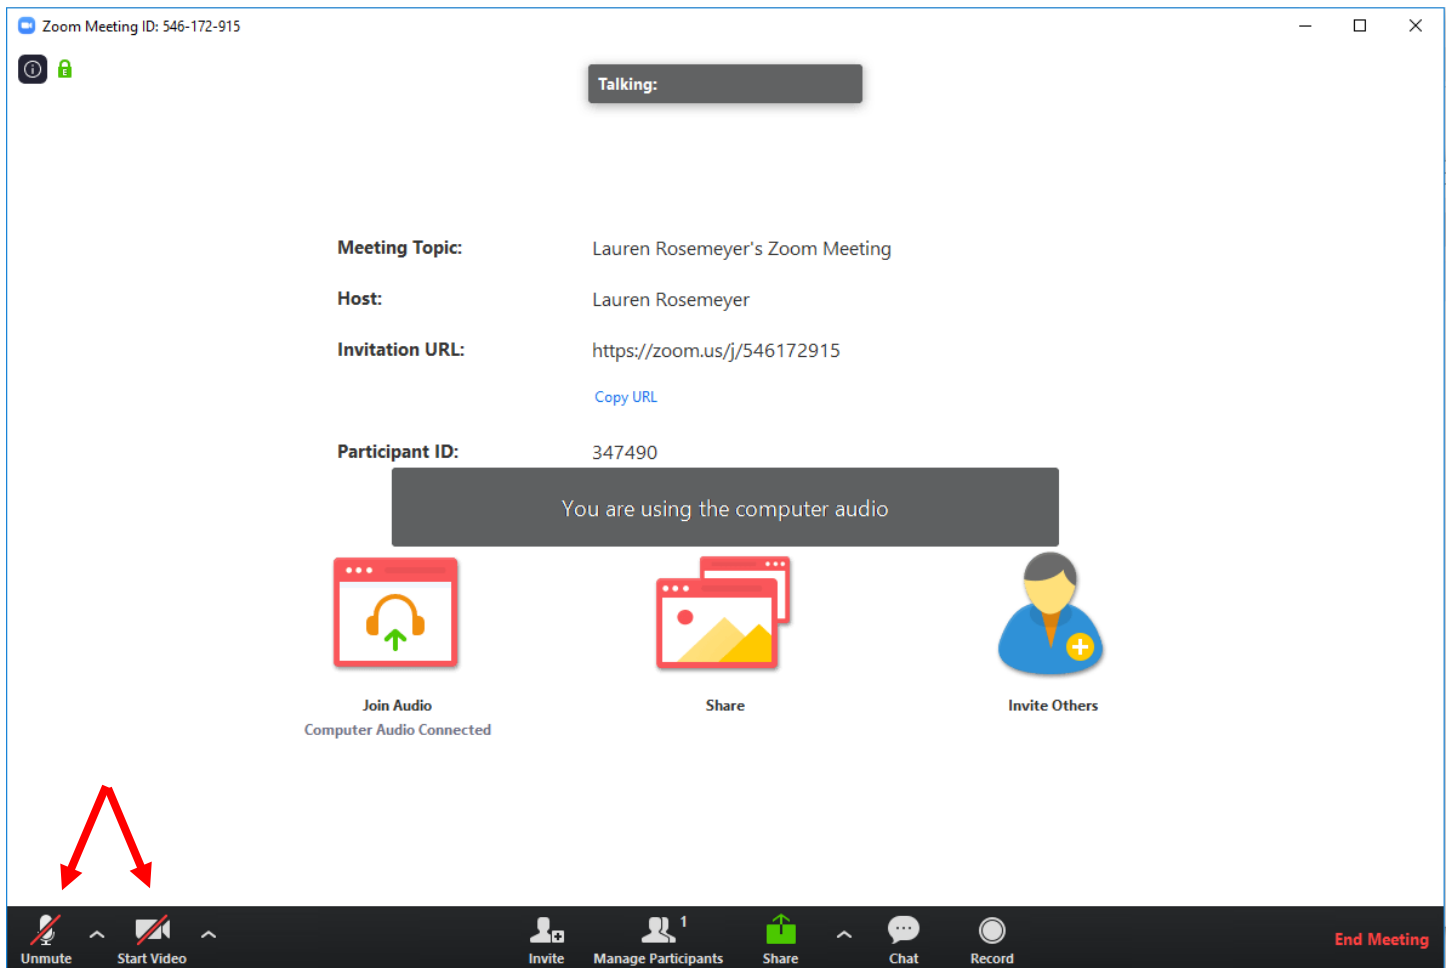 Zoom Meeting ID: 546-172-915
Talking:
Meeting Topic: Lauren Rosemeyer's Zoom Meeting
Host: Lauren Rosemeyer
Invitation URL: https://zoom.us/j/546172915
Copy URL
Participant ID: 347490
You are using the computer audio
Join Audio Share Invite Others
Computer Audio Connected
1
End Meeting
Unmute Start Video Invite Manage Participants Share Chat Record